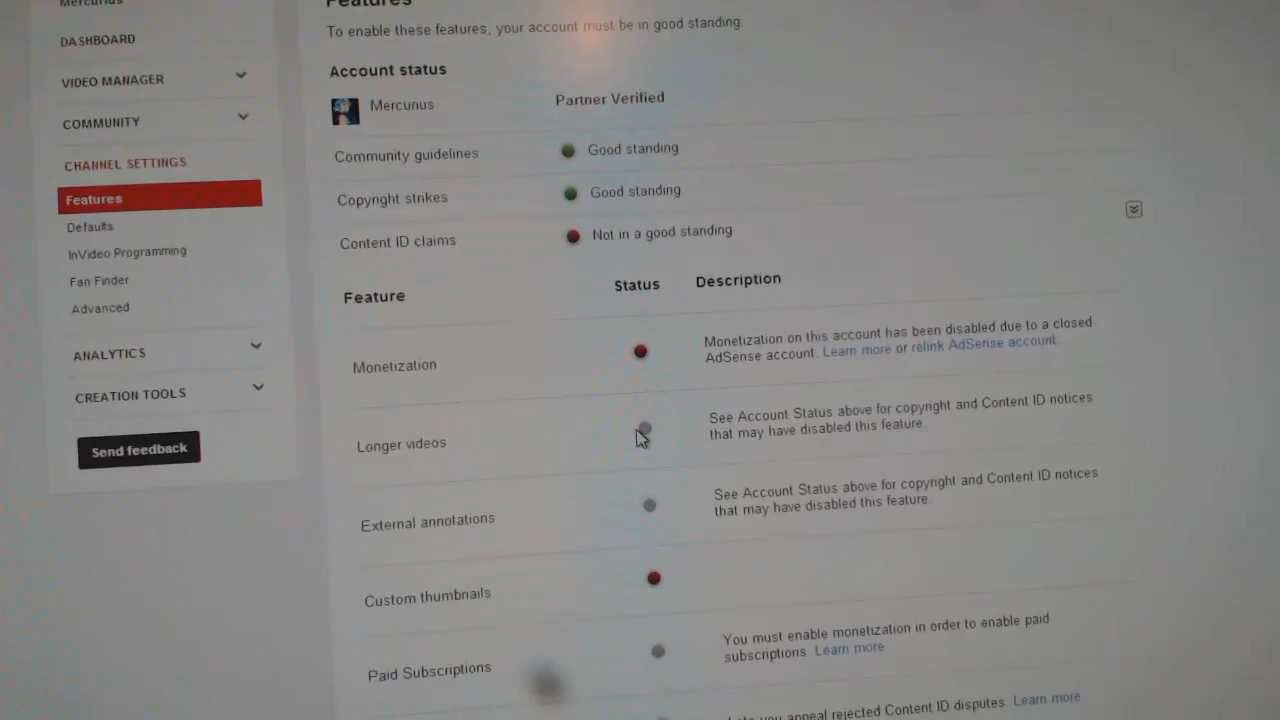 Mercurius
DASHBOARD
VIDEO MANAGER
COMMUNITY
CHANNEL SETTINGS
Features
Defaults
InVideo Programming
Fan Finder
Advanced
ANALYTICS
CREATION TOOLS
Send feedback
Features
To enable these features, your account must be in good standing.
Account status
Mercurius Partner Verified
Community guidelines Good standing
Copyright strikes Good standing
Content ID claims Not in a good standing
Feature Status Description
Monetization
Monetization on this account has been disabled due to a closed
AdSense account. Learn more or relink AdSense account.
Longer videos
See Account Status above for copyright and Content ID notices
that may have disabled this feature.
External annotations
See Account Status above for copyright and Content ID notices
that may have disabled this feature.
Custom thumbnails
Paid Subscriptions
You must enable monetization in order to enable paid
subscriptions. Learn more
Lets you appeal rejected Content ID disputes. Learn more